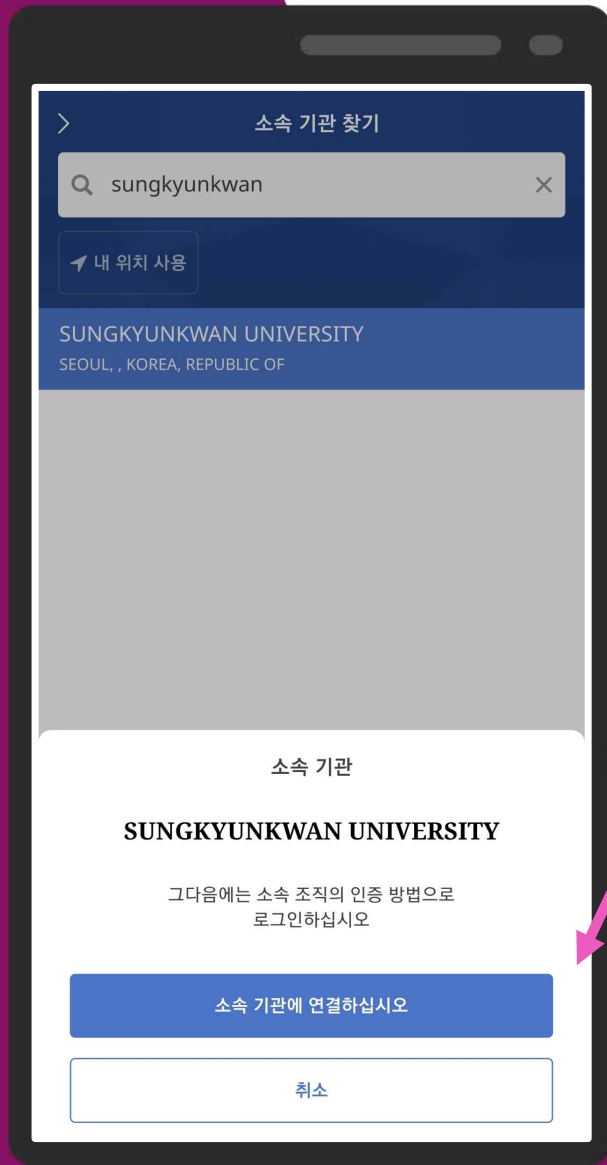 소속 기관 찾기
sungkyunkwan
내 위치 사용
SUNGKYUNKWAN UNIVERSITY
SEOUL, , KOREA, REPUBLIC OF
소속 기관
SUNGKYUNKWAN UNIVERSITY
그다음에는 소속 조직의 인증 방법으로
로그인하십시오
소속 기관에 연결하십시오
취소